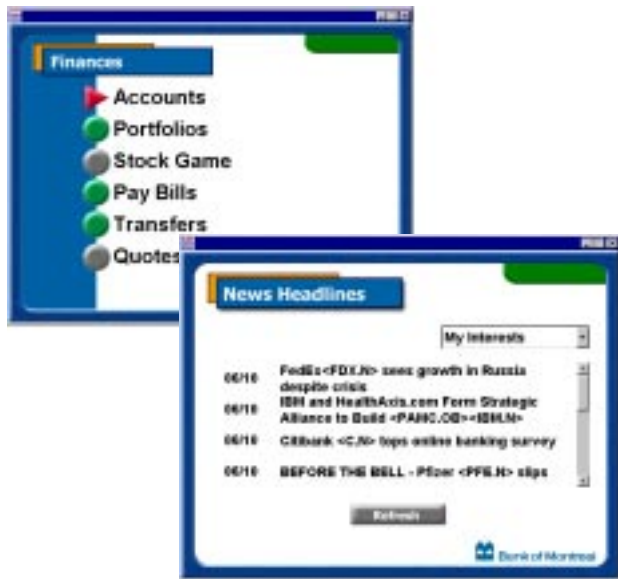 Finances
Accounts
Portfolios
Stock Game
Pay Bills
Transfers
Quotes
News Headlines
My Interests
06/10 FedEx<FDX.N> sees growth in Russia
despite crisis
06/10 IBM and HealthAxis.com Form Strategic
Alliance to Build <PAMC.OB><IBM.N>
06/10 Citibank <C.N> tops online banking survey
06/10 BEFORE THE BELL - Pfizer <PFE.N> slips
Refresh
Bank of Montreal